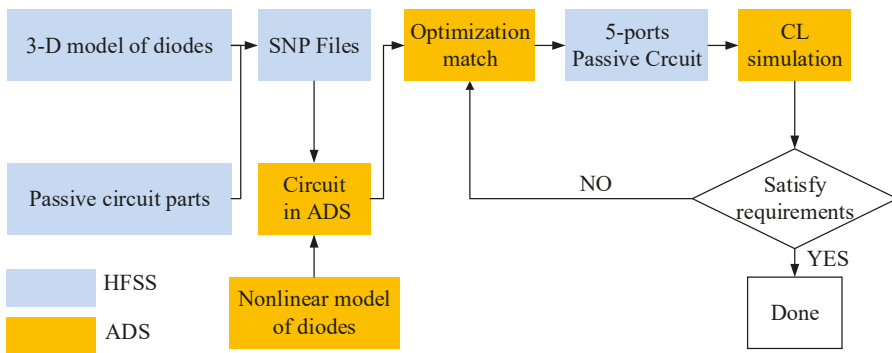 3-D model of diodes
SNP Files
Optimization
match
5-ports
Passive Crcuit
CL
simulation
Passive circuit parts
Circuit
in ADS
NO
Satisfy
requirements
YES
HFSS
ADS
Nonlinear model
of diodes
Done